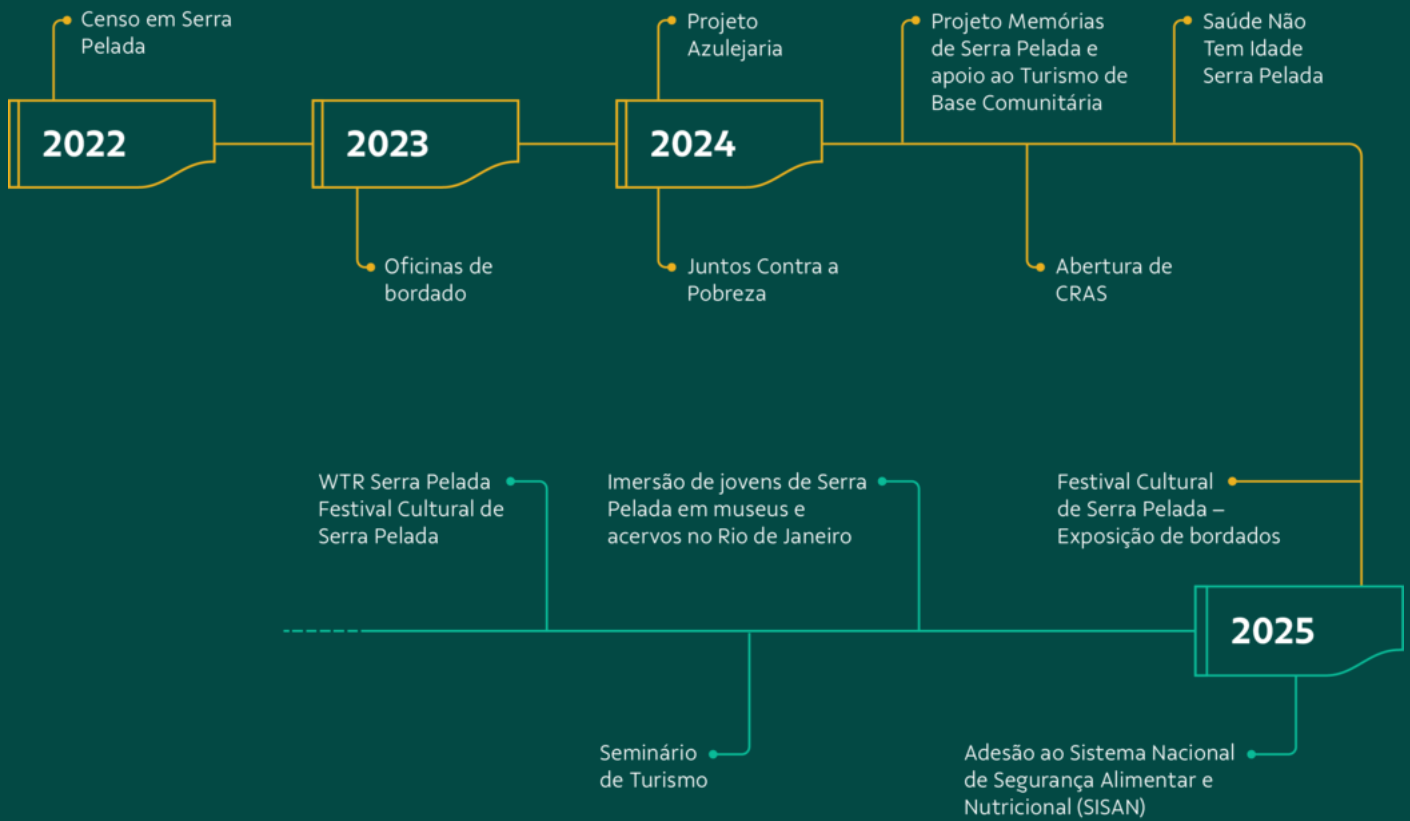 Censo em Serra
Pelada
2022
2023
Oficinas de
bordado
Projeto
Azulejaria
2024
Juntos Contra a
Pobreza
Projeto Memórias
de Serra Pelada e
apoio ao Turismo de
Base Comunitária
Abertura de
CRAS
Saúde Não
Tem Idade
Serra Pelada
Festival Cultural
de Serra Pelada –
Exposição de bordados
2025
Adesão ao Sistema Nacional
de Segurança Alimentar e
Nutricional (SISAN)
Imersão de jovens de Serra
Pelada em museus e
acervos no Rio de Janeiro
Seminário
de Turismo
WTR Serra Pelada
Festival Cultural de
Serra Pelada